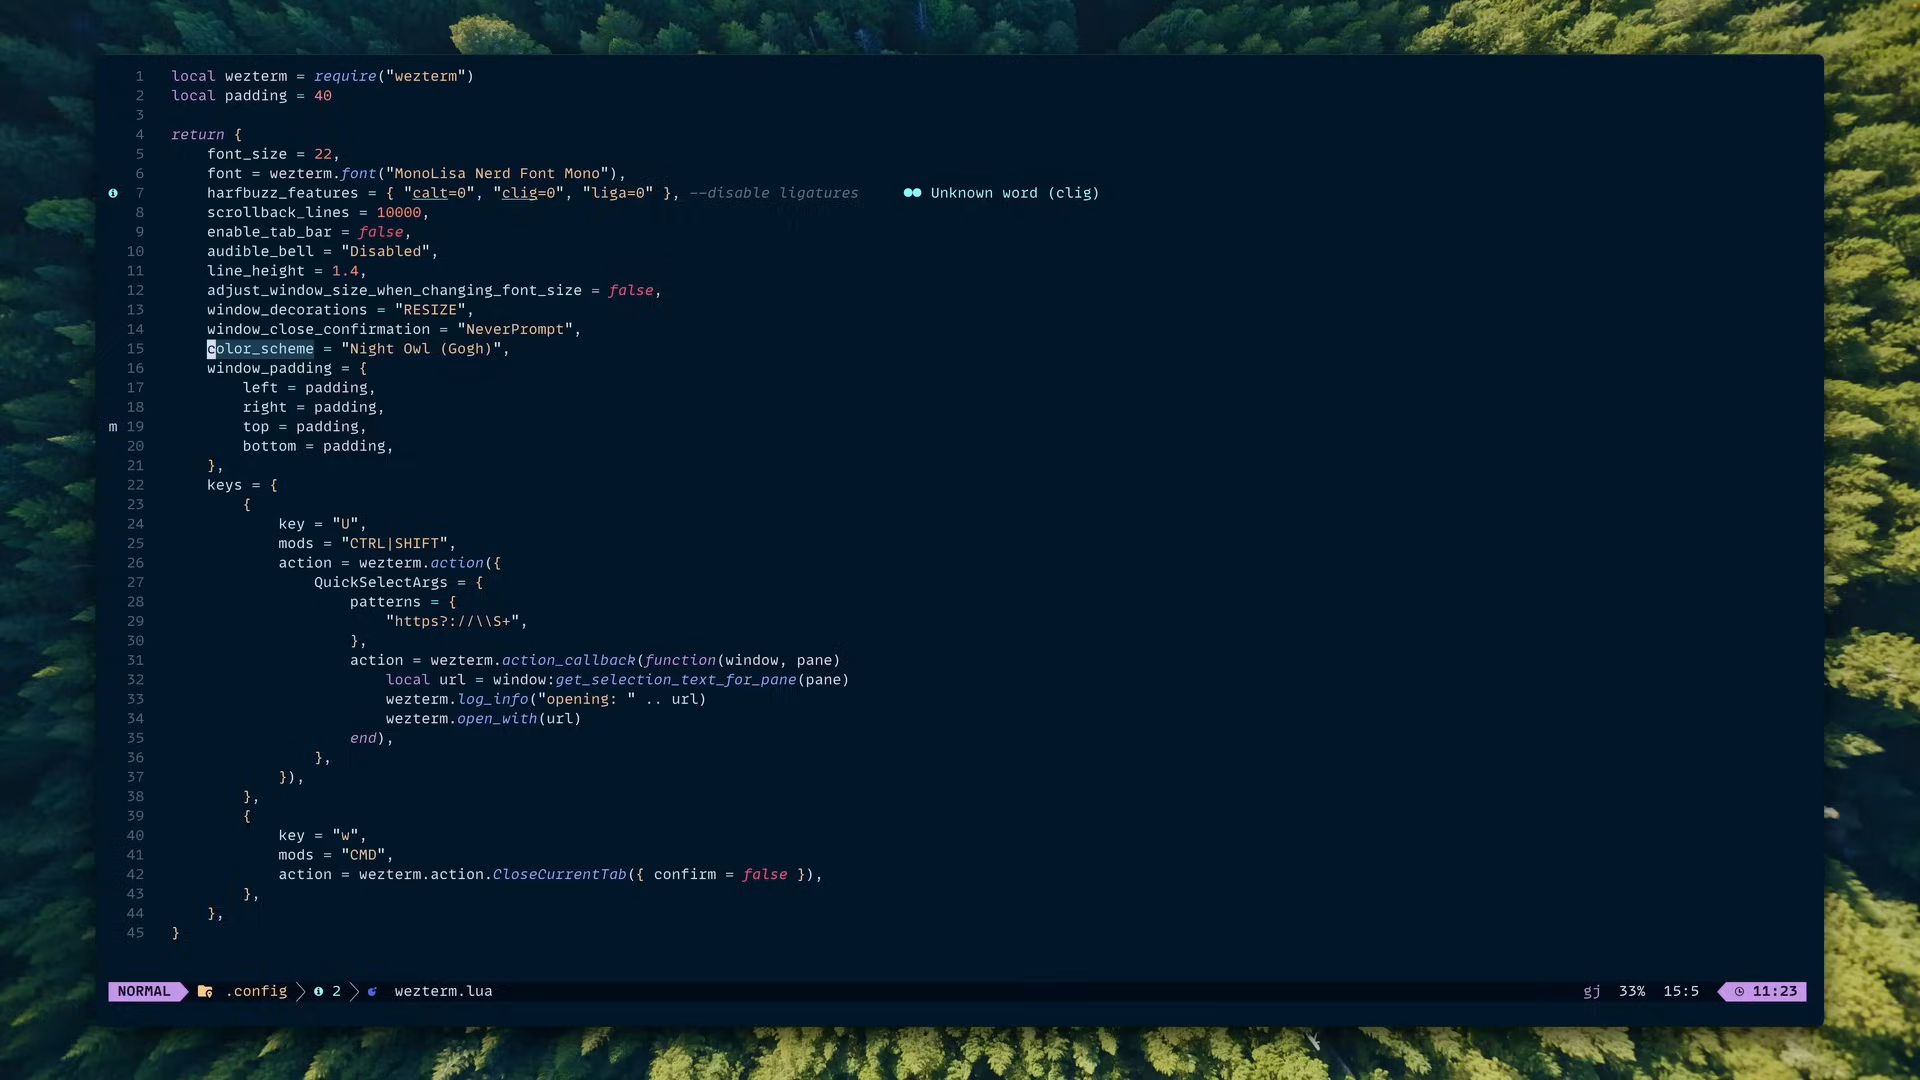 1 local wezterm = require("wezterm")
2 local padding = 40
3
4 return {
5     font_size = 22,
6     font = wezterm.font("MonoLisa Nerd Font Mono"),
7     harfbuzz_features = { "calt=0", "clig=0", "liga=0" }, --disable ligatures     ●● Unknown word (clig)
8     scrollback_lines = 10000,
9     enable_tab_bar = false,
10     audible_bell = "Disabled",
11     line_height = 1.4,
12     adjust_window_size_when_changing_font_size = false,
13     window_decorations = "RESIZE",
14     window_close_confirmation = "NeverPrompt",
15     color_scheme = "Night Owl (Gogh)",
16     window_padding = {
17         left = padding,
18         right = padding,
m 19         top = padding,
20         bottom = padding,
21     },
22     keys = {
23         {
24             key = "U",
25             mods = "CTRL|SHIFT",
26             action = wezterm.action({
27                 QuickSelectArgs = {
28                     patterns = {
29                         "https?://\\S+",
30                     },
31                     action = wezterm.action_callback(function(window, pane)
32                         local url = window:get_selection_text_for_pane(pane)
33                         wezterm.log_info("opening: " .. url)
34                         wezterm.open_with(url)
35                     end),
36                 },
37             }),
38         },
39         {
40             key = "w",
41             mods = "CMD",
42             action = wezterm.action.CloseCurrentTab({ confirm = false }),
43         },
44     },
45 }
NORMAL .config 2 wezterm.lua gj 33% 15:5 11:23